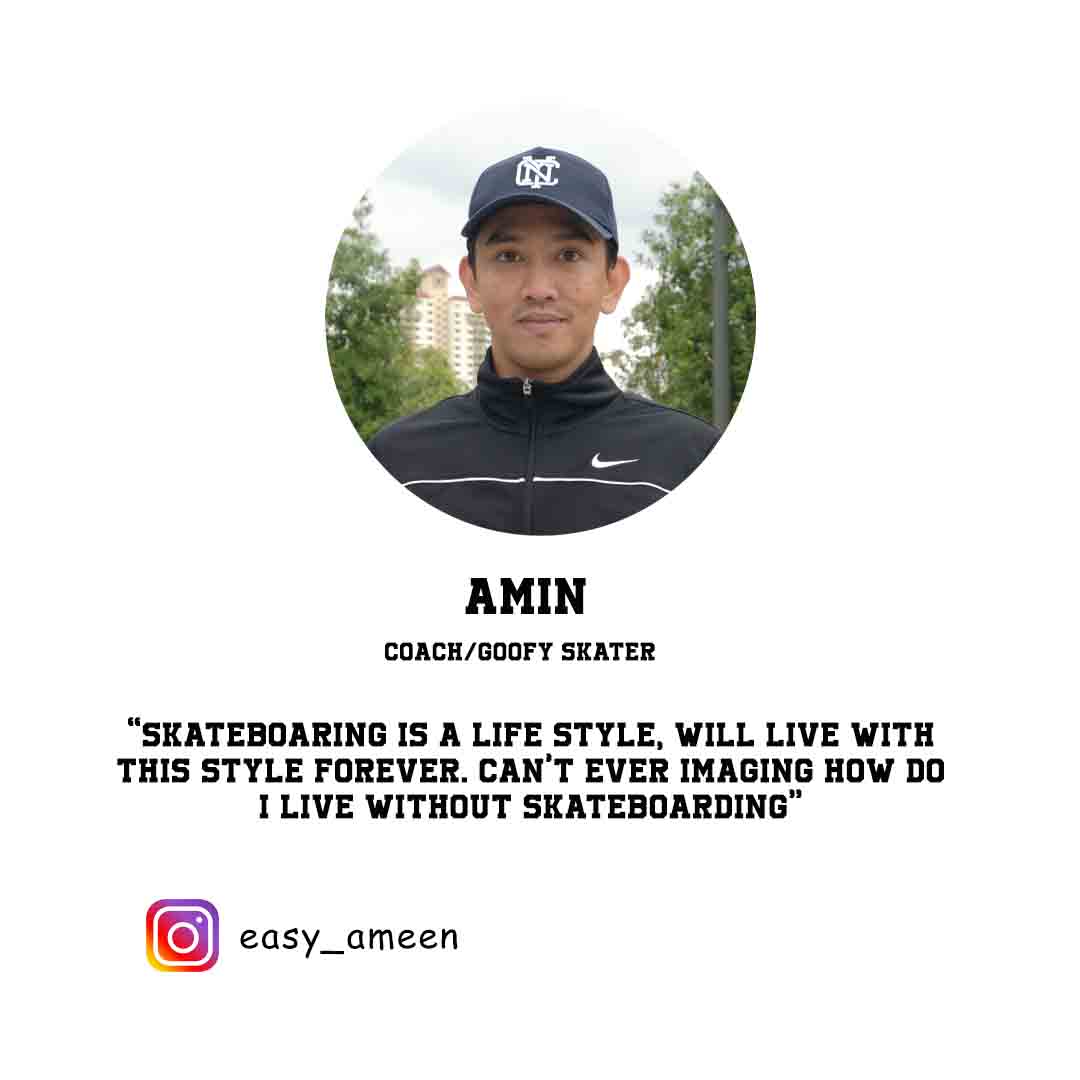 AMIN
COACH/GOOFY SKATER
“SKATEBOARING IS A LIFE STYLE, WILL LIVE WITH
THIS STYLE FOREVER. CAN’T EVER IMAGING HOW DO
I LIVE WITHOUT SKATEBOARDING”
easy_ameen